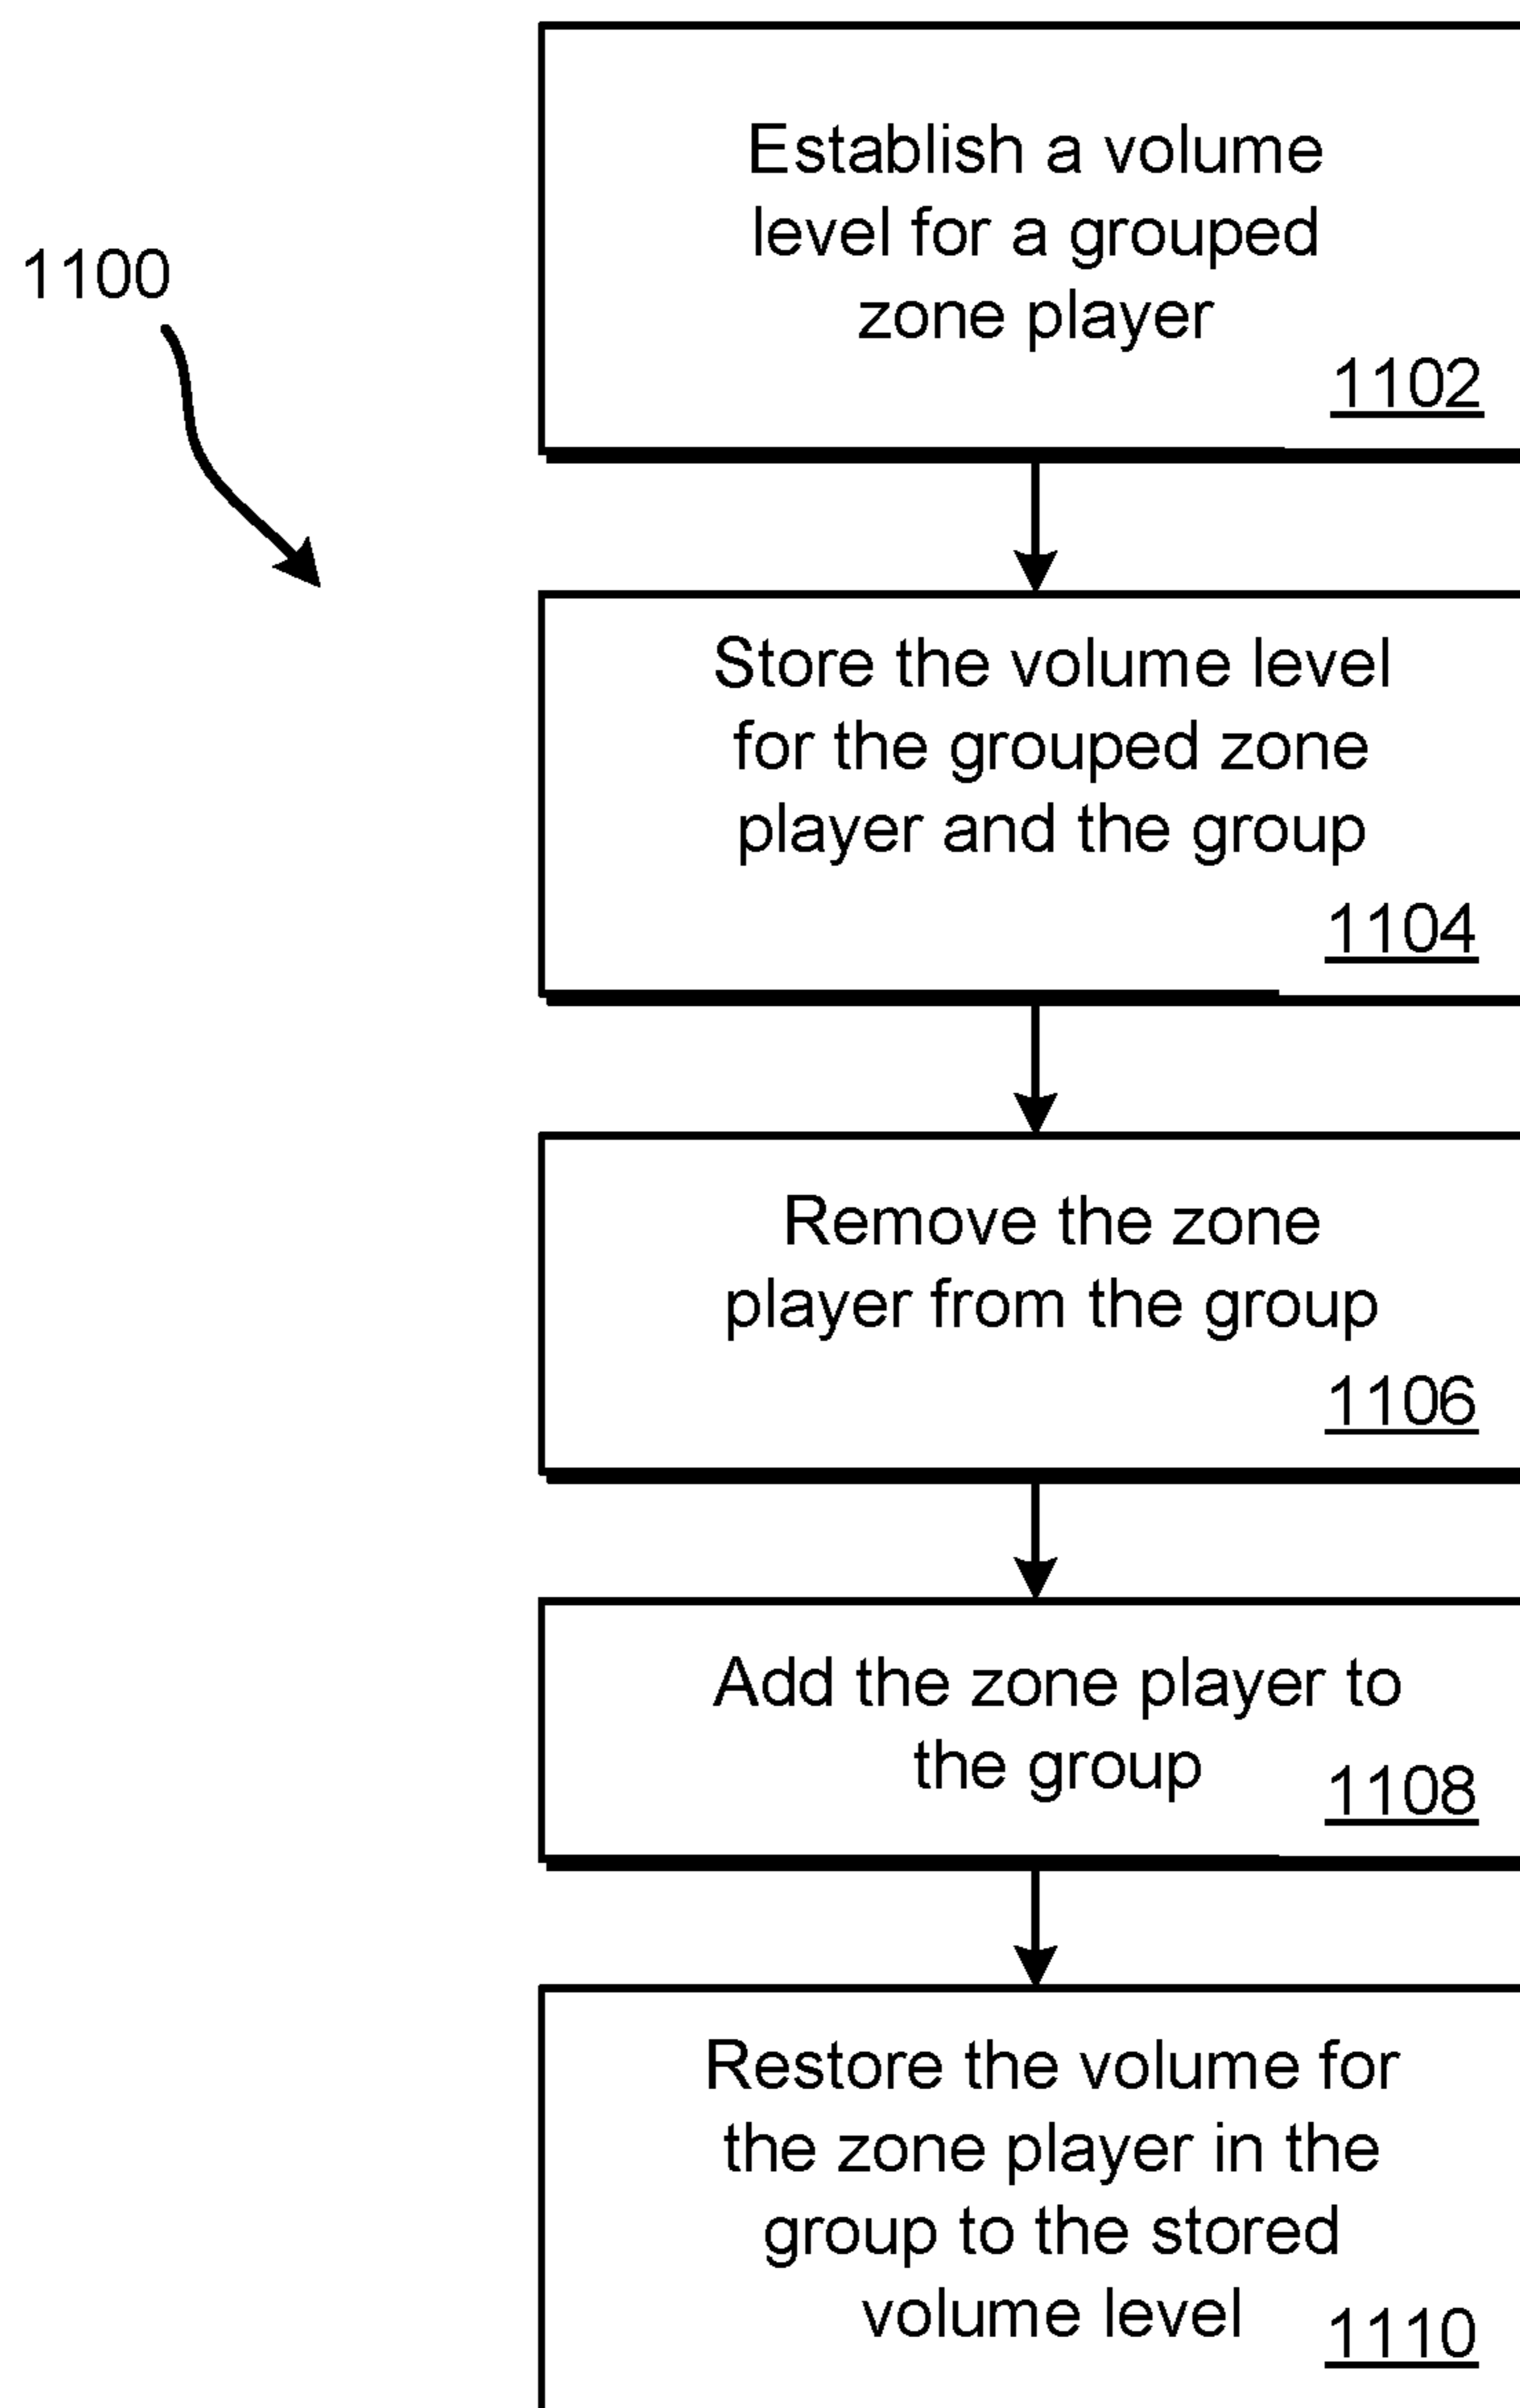 1100
Establish a volume
level for a grouped
zone player
1102
Store the volume level
for the grouped zone
player and the group
1104
Remove the zone
player from the group
1106
Add the zone player to
the group
1108
Restore the volume for
the zone player in the
group to the stored
volume level
1110